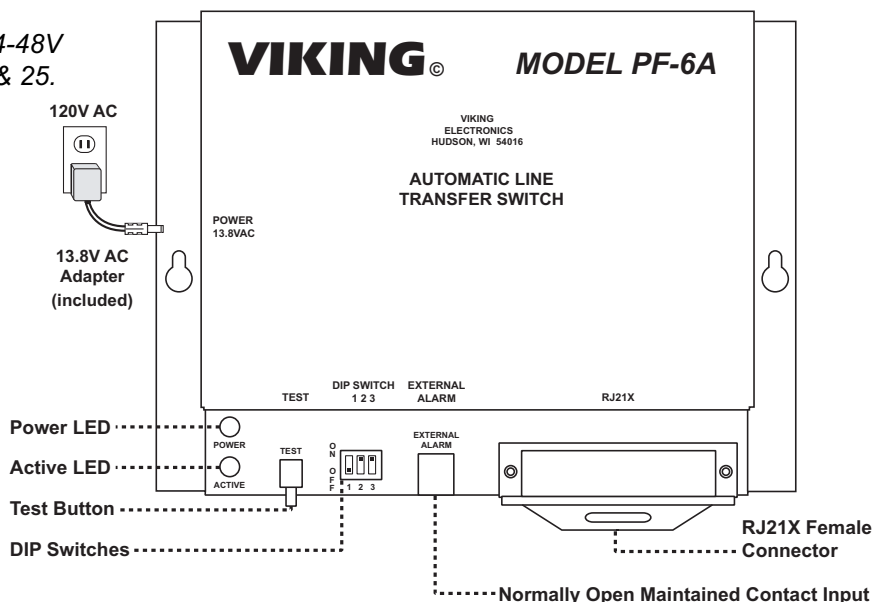 4-48V
& 25.
VIKING ©
MODEL PF-6A
120V AC
VIKING
ELECTRONICS
HUDSON, WI 54016
AUTOMATIC LINE
TRANSFER SWITCH
POWER
13.8VAC
13.8V AC
Adapter
(included)
TEST
DIP SWITCH
1 2 3
EXTERNAL
ALARM
RJ21X
Power LED
POWER
Active LED
ACTIVE
TEST
ON
OFF
1 2 3
EXTERNAL
ALARM
Test Button
DIP Switches
RJ21X Female
Connector
Normally Open Maintained Contact Input